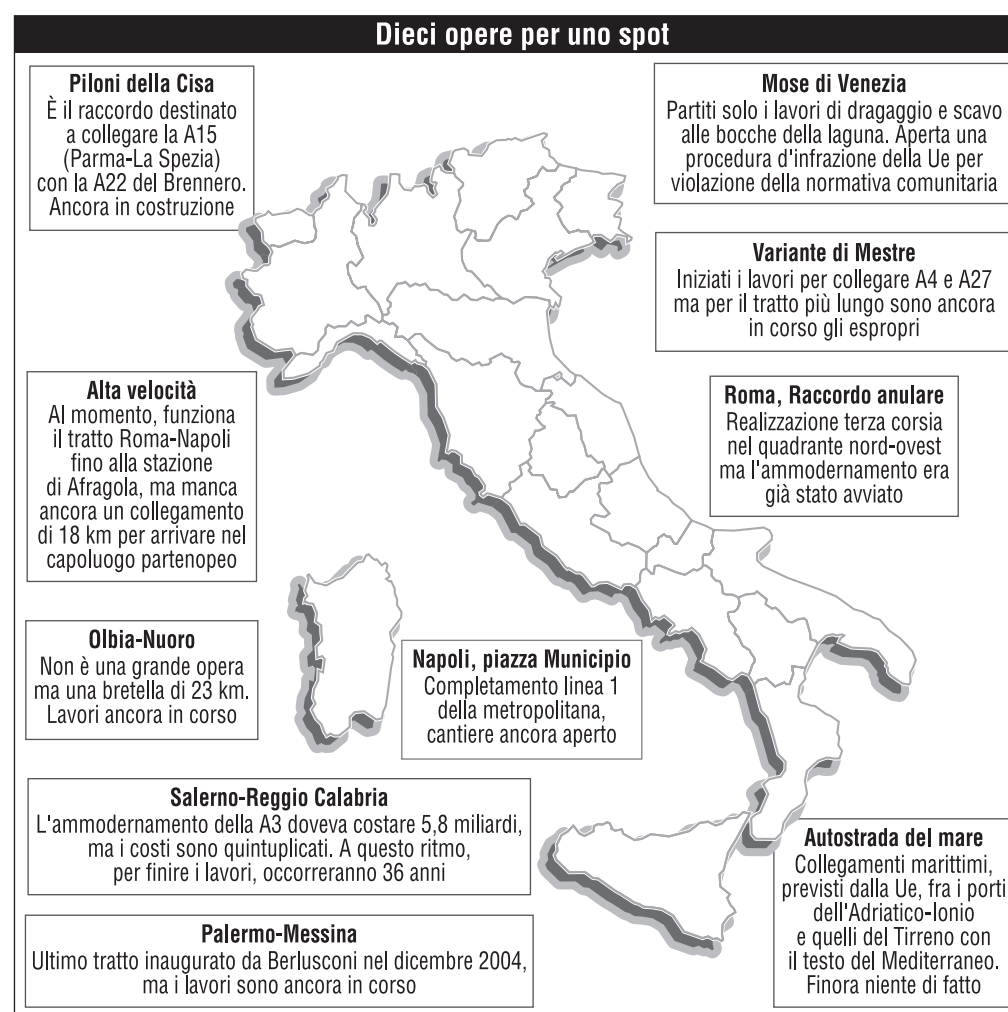 Dieci opere per uno spot
Piloni della Cisa
È il raccordo destinato
a collegare la A15
(Parma-La Spezia)
con la A22 del Brennero.
Ancora in costruzione
Mose di Venezia
Partiti solo i lavori di dragaggio e scavo
alle bocche della laguna. Aperta una
procedura d'infrazione della Ue per
violazione della normativa comunitaria
Variante di Mestre
Iniziati i lavori per collegare A4 e A27
ma per il tratto più lungo sono ancora
in corso gli espropri
Alta velocità
Al momento, funziona
il tratto Roma-Napoli
fino alla stazione
di Afragola, ma manca
ancora un collegamento
di 18 km per arrivare nel
capoluogo partenopeo
Roma, Raccordo anulare
Realizzazione terza corsia
nel quadrante nord-ovest
ma l'ammodernamento era
già stato avviato
Olbia-Nuoro
Non è una grande opera
ma una bretella di 23 km.
Lavori ancora in corso
Napoli, piazza Municipio
Completamento linea 1
della metropolitana,
cantiere ancora aperto
Salerno-Reggio Calabria
L'ammodernamento della A3 doveva costare 5,8 miliardi,
ma i costi sono quintuplicati. A questo ritmo,
per finire i lavori, occorreranno 36 anni
Autostrada del mare
Collegamenti marittimi,
previsti dalla Ue, fra i porti
dell'Adriatico-Ionio
e quelli del Tirreno con
il testo del Mediterraneo.
Finora niente di fatto
Palermo-Messina
Ultimo tratto inaugurato da Berlusconi nel dicembre 2004,
ma i lavori sono ancora in corso